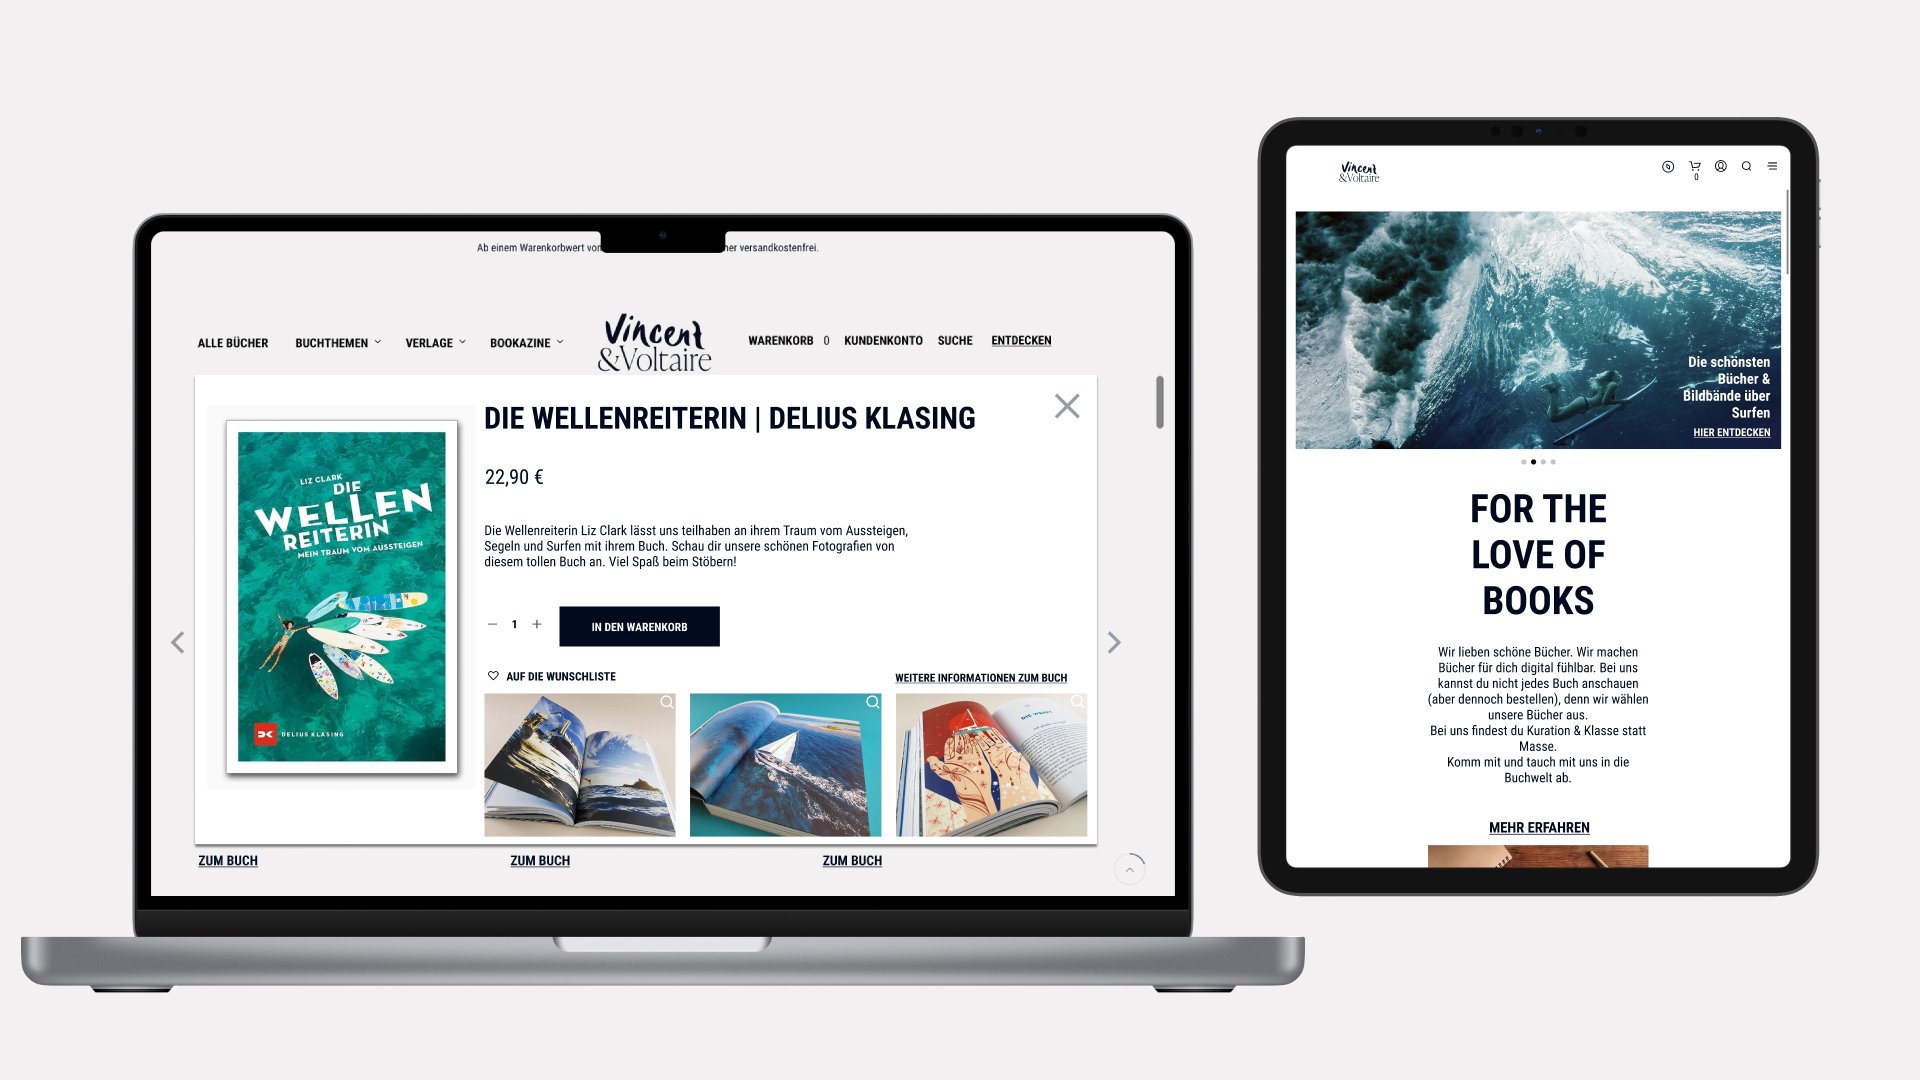 Ab einem Warenkorbwert von
her versandkostenfrei.
ALLE BÜCHER
BUCHTHEMEN
VERLAGE
BOOKAZINE
Vincent
&Voltaire
WARENKORB 0
KUNDENKONTO
SUCHE
ENTDECKEN
LIZ CLARK
DIE
WELLEN
REITERIN
MEIN TRAUM VOM AUSSTEIGEN
DELIUS KLASING
DIE WELLENREITERIN | DELIUS KLASING
22,90 €
Die Wellenreiterin Liz Clark lässt uns teilhaben an ihrem Traum vom Aussteigen,
Segeln und Surfen mit ihrem Buch. Schau dir unsere schönen Fotografien von
diesem tollen Buch an. Viel Spaß beim Stöbern!
1
IN DEN WARENKORB
AUF DIE WUNSCHLISTE
WEITERE INFORMATIONEN ZUM BUCH
ZUM BUCH
ZUM BUCH
ZUM BUCH
Vincent
&Voltaire
0
Die schönsten
Bücher &
Bildbände über
Surfen
HIER ENTDECKEN
FOR THE
LOVE OF
BOOKS
Wir lieben schöne Bücher. Wir machen
Bücher für dich digital fühlbar. Bei uns
kannst du nicht jedes Buch anschauen
(aber dennoch bestellen), denn wir wählen
unsere Bücher aus.
Bei uns findest du Kuration & Klasse statt
Masse.
Komm mit und tauch mit uns in die
Buchwelt ab.
MEHR ERFAHREN